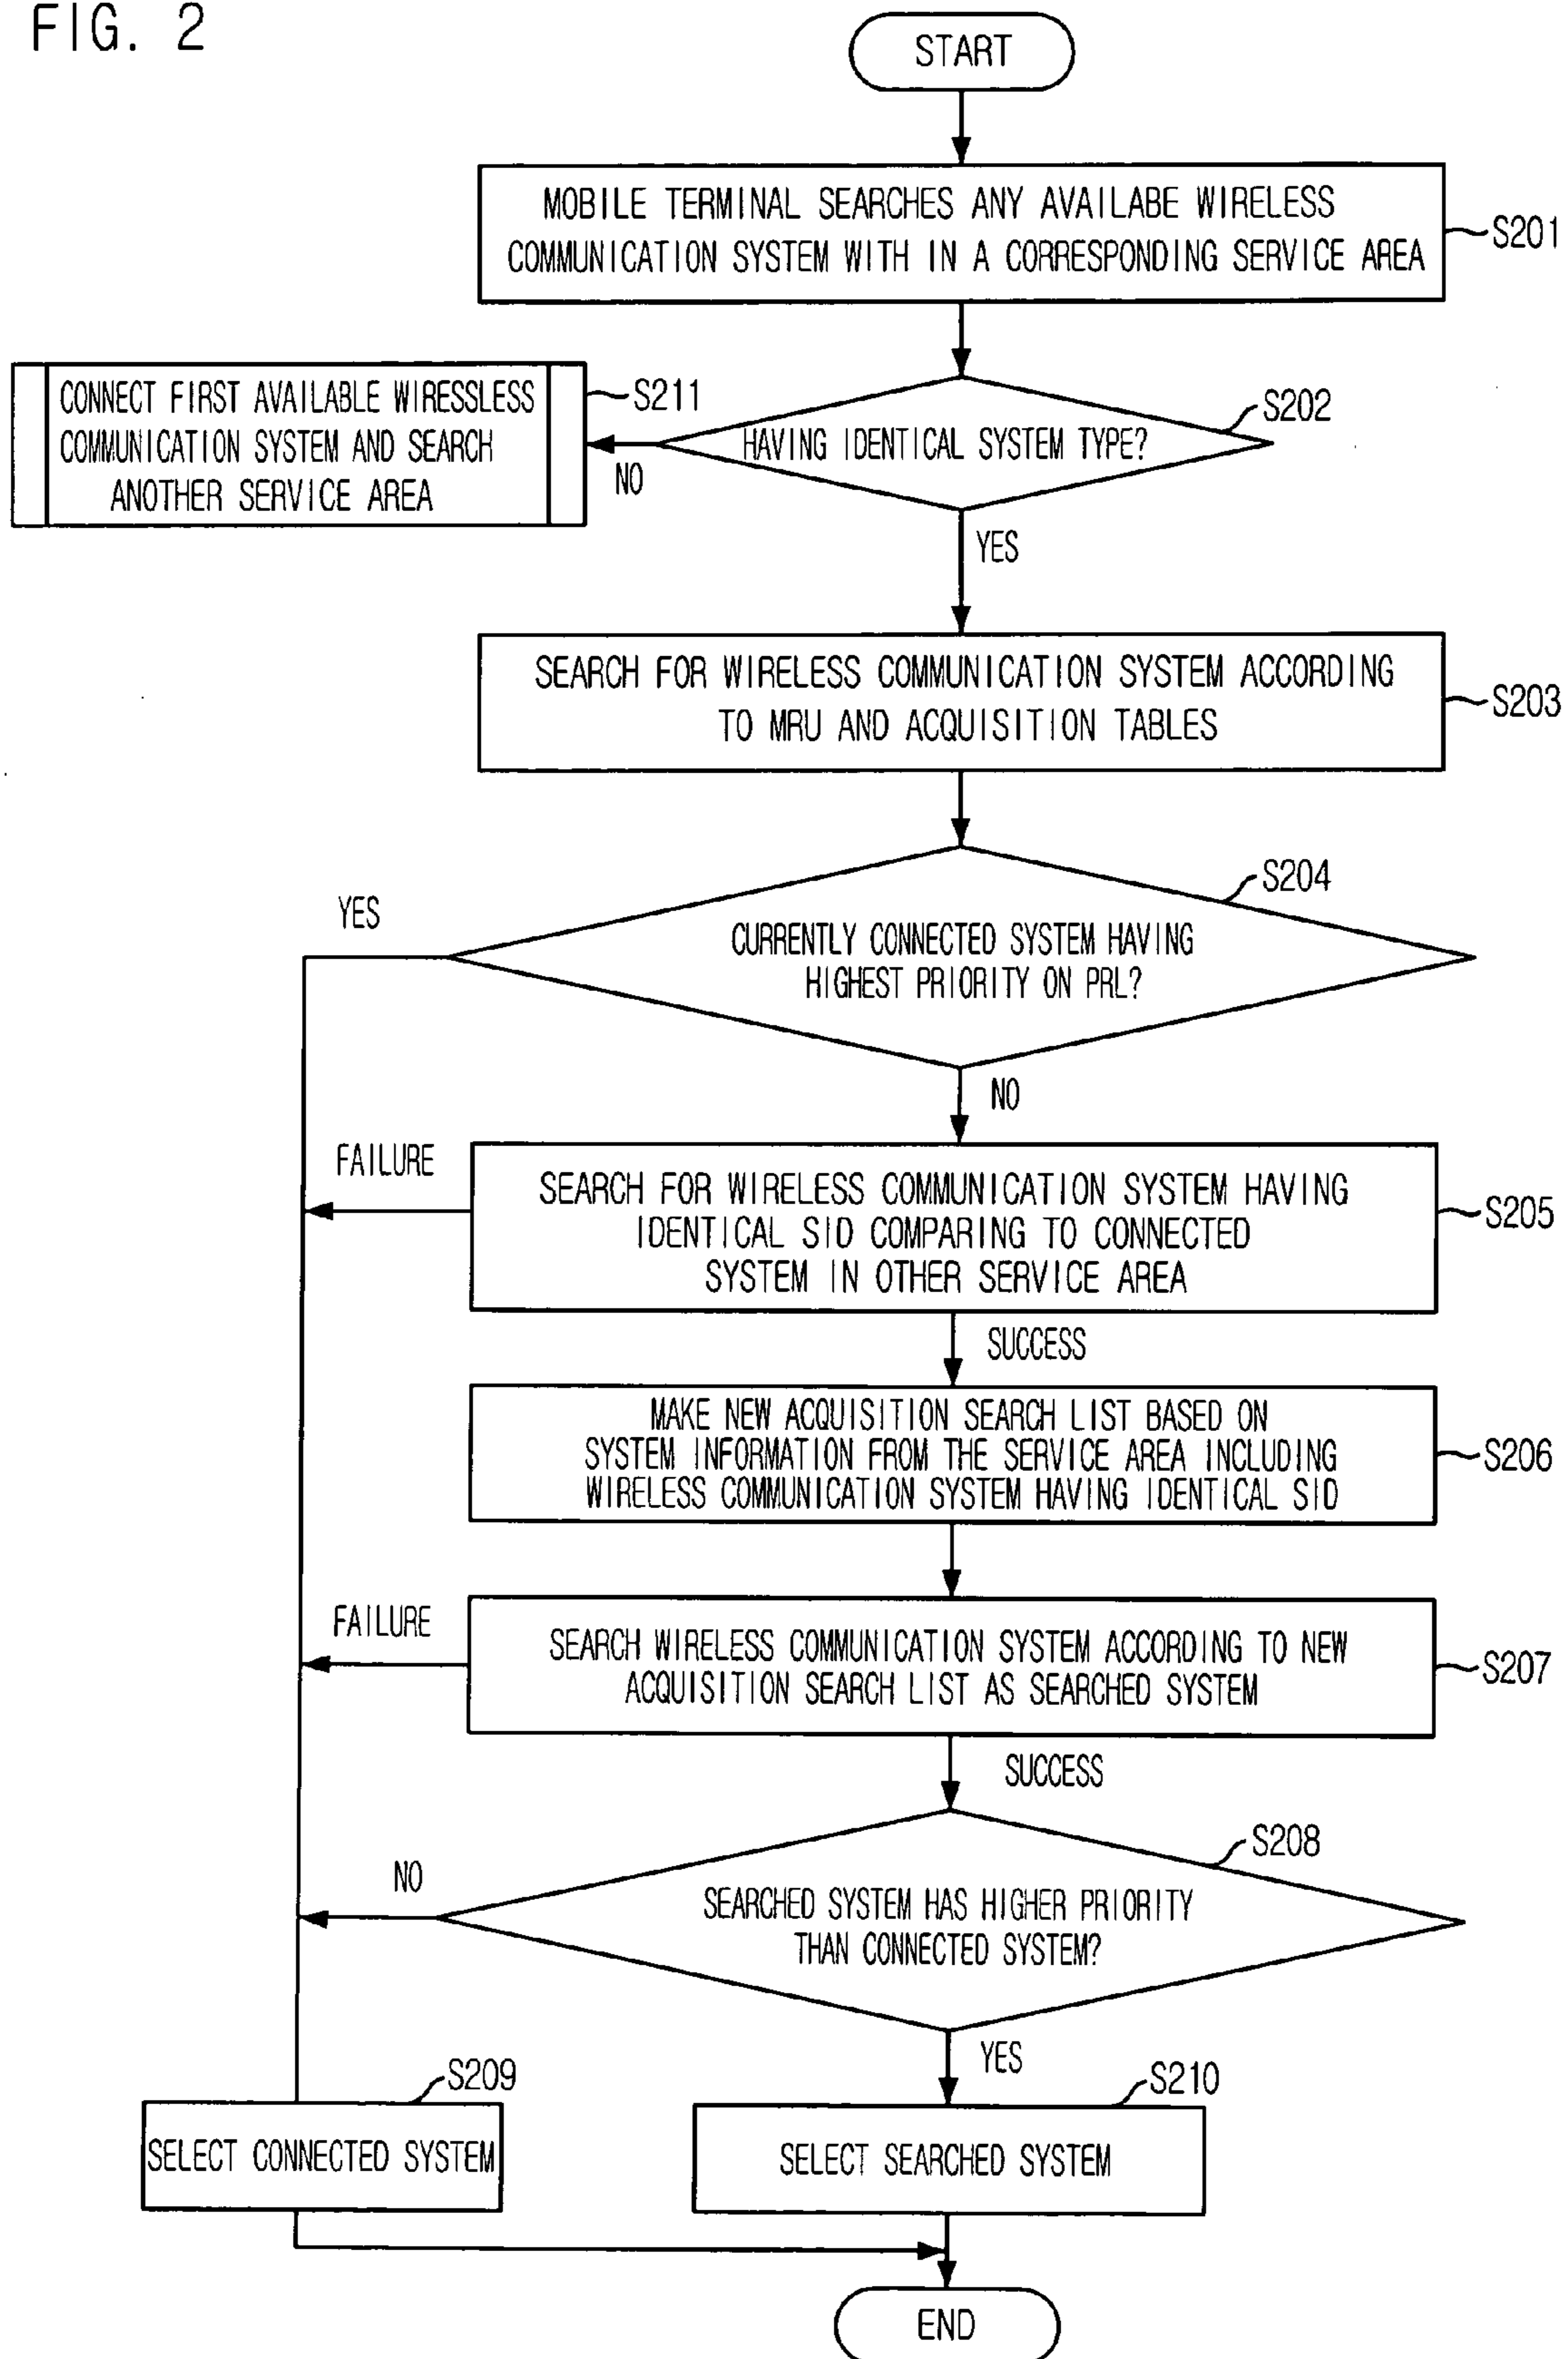 FIG. 2
START
MOBILE TERMINAL SEARCHES ANY AVAILABE WIRELESS
COMMUNICATION SYSTEM WITH IN A CORRESPONDING SERVICE AREA
S201
CONNECT FIRST AVAILABLE WIRESSLESS
COMMUNICATION SYSTEM AND SEARCH
ANOTHER SERVICE AREA
S211
HAVING IDENTICAL SYSTEM TYPE?
S202
NO
YES
SEARCH FOR WIRELESS COMMUNICATION SYSTEM ACCORDING
TO MRU AND ACQUISITION TABLES
S203
S204
YES
CURRENTLY CONNECTED SYSTEM HAVING
HIGHEST PRIORITY ON PRL?
NO
FAILURE
SEARCH FOR WIRELESS COMMUNICATION SYSTEM HAVING
IDENTICAL SID COMPARING TO CONNECTED
SYSTEM IN OTHER SERVICE AREA
S205
SUCCESS
MAKE NEW ACQUISITION SEARCH LIST BASED ON
SYSTEM INFORMATION FROM THE SERVICE AREA INCLUDING
WIRELESS COMMUNICATION SYSTEM HAVING IDENTICAL SID
S206
FAILURE
SEARCH WIRELESS COMMUNICATION SYSTEM ACCORDING TO NEW
ACQUISITION SEARCH LIST AS SEARCHED SYSTEM
S207
SUCCESS
S208
NO
SEARCHED SYSTEM HAS HIGHER PRIORITY
THAN CONNECTED SYSTEM?
YES
S209
S210
SELECT CONNECTED SYSTEM
SELECT SEARCHED SYSTEM
END